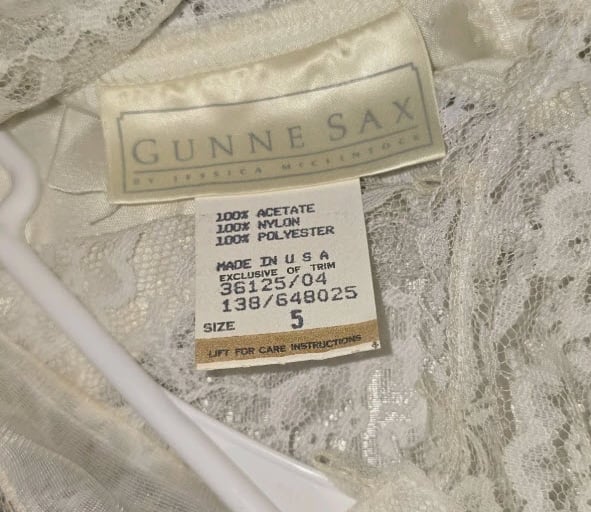 GUNNE SAX
BY JESSICA McCLINTOCK
100% ACETATE
100% NYLON
100% POLYESTER
MADE IN U S A
EXCLUSIVE OF TRIM
36125/04
138/648025
SIZE 5
LIFT FOR CARE INSTRUCTIONS